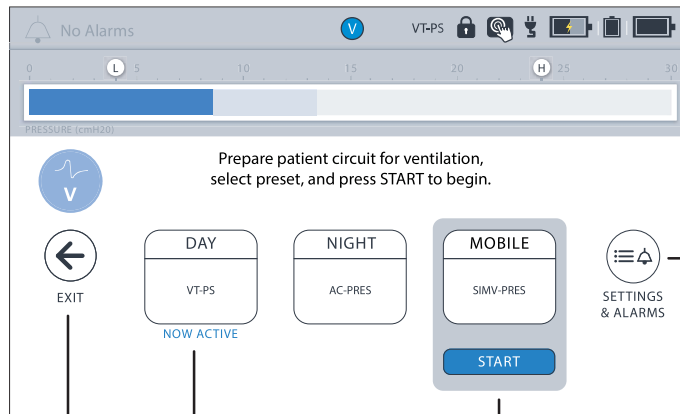 No Alarms
V
VT-PS
0
L
5
10
15
20
H
25
30
PRESSURE (cmH20)
V
Prepare patient circuit for ventilation,
select preset, and press START to begin.
EXIT
DAY
VT-PS
NOW ACTIVE
NIGHT
AC-PRES
MOBILE
SIMV-PRES
START
SETTINGS
& ALARMS